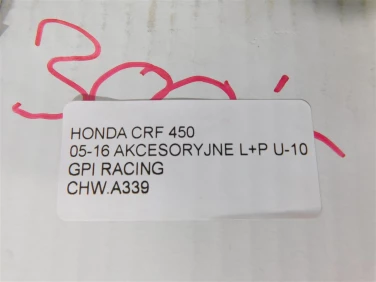 HONDA CRF 450
05-16 AKCESORYJNE L+P U-10
GPI RACING
CHW.A339